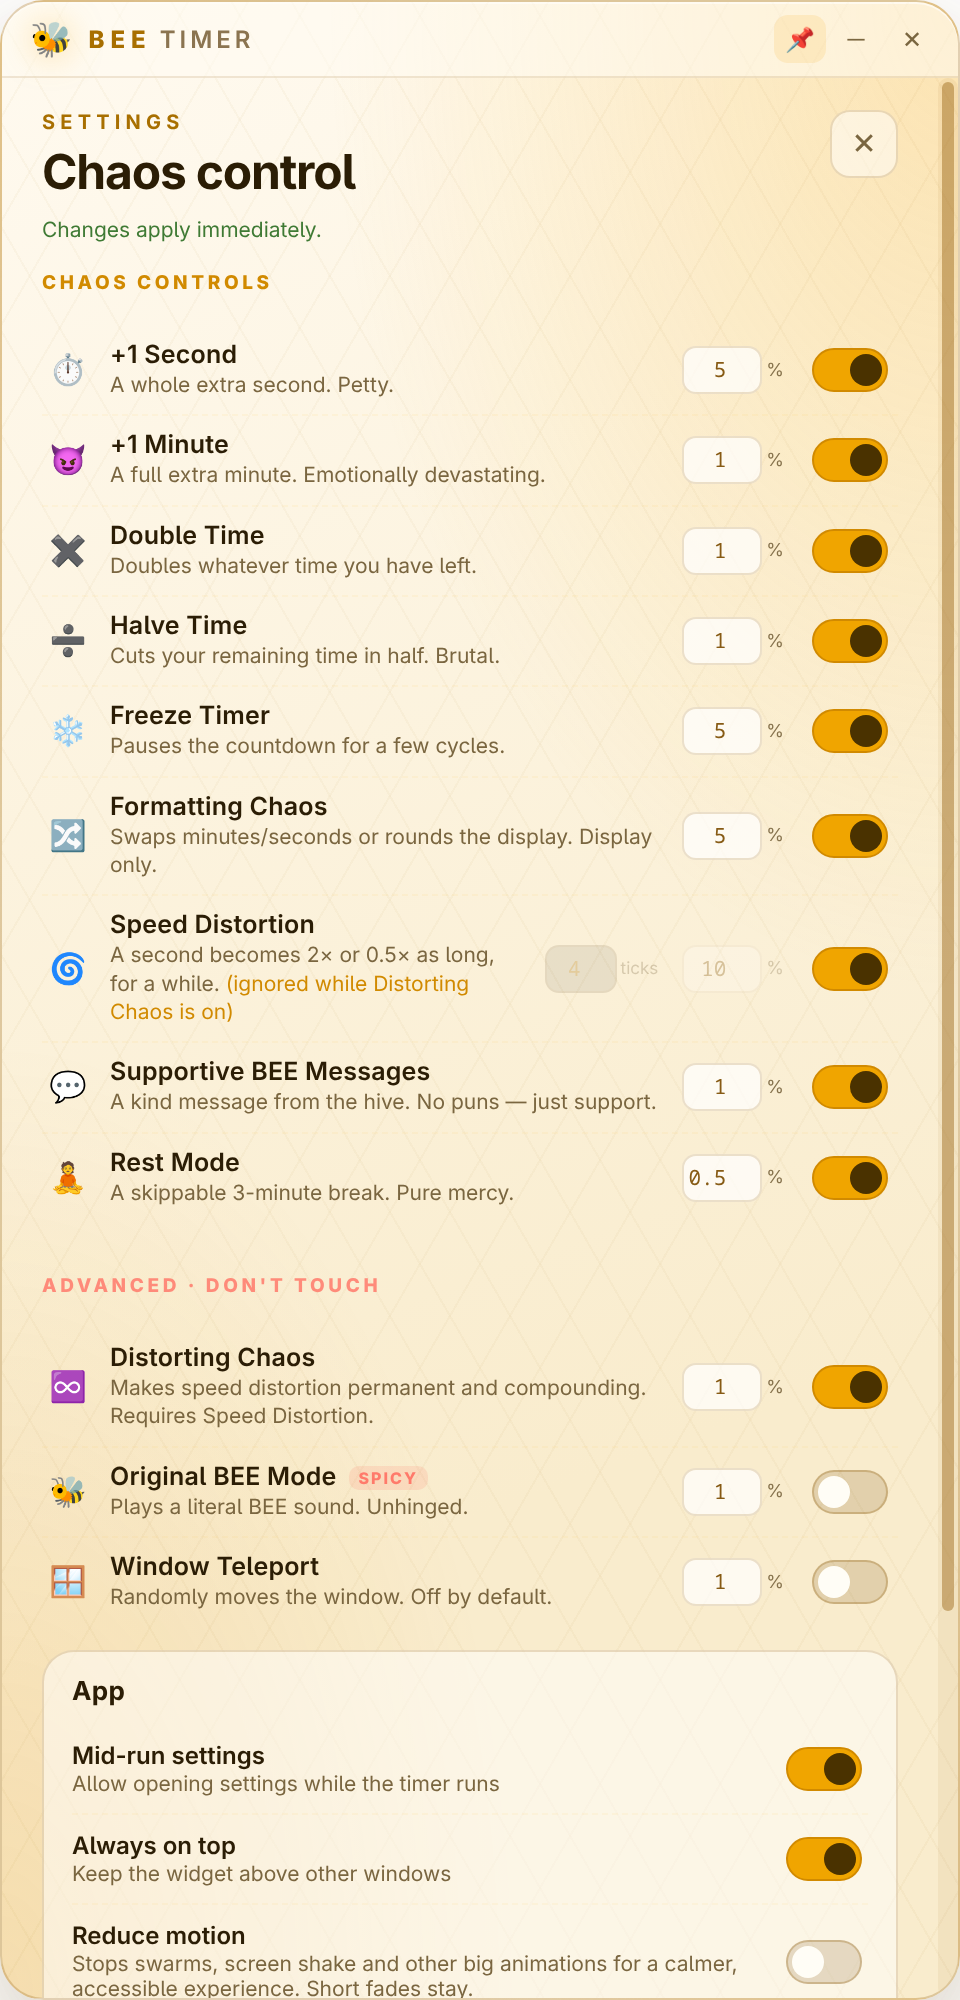 BEE TIMER
SETTINGS
Chaos control
Changes apply immediately.
CHAOS CONTROLS
+1 Second
A whole extra second. Petty.
5 %
+1 Minute
A full extra minute. Emotionally devastating.
1 %
Double Time
Doubles whatever time you have left.
1 %
Halve Time
Cuts your remaining time in half. Brutal.
1 %
Freeze Timer
Pauses the countdown for a few cycles.
5 %
Formatting Chaos
Swaps minutes/seconds or rounds the display. Display
only.
5 %
Speed Distortion
A second becomes 2× or 0.5× as long,
for a while. (ignored while Distorting
Chaos is on)
4 ticks 10 %
Supportive BEE Messages
A kind message from the hive. No puns — just support.
1 %
Rest Mode
A skippable 3-minute break. Pure mercy.
0.5 %
ADVANCED · DON'T TOUCH
Distorting Chaos
Makes speed distortion permanent and compounding.
Requires Speed Distortion.
1 %
Original BEE Mode SPICY
Plays a literal BEE sound. Unhinged.
1 %
Window Teleport
Randomly moves the window. Off by default.
1 %
App
Mid-run settings
Allow opening settings while the timer runs
Always on top
Keep the widget above other windows
Reduce motion
Stops swarms, screen shake and other big animations for a calmer,
accessible experience. Short fades stay.